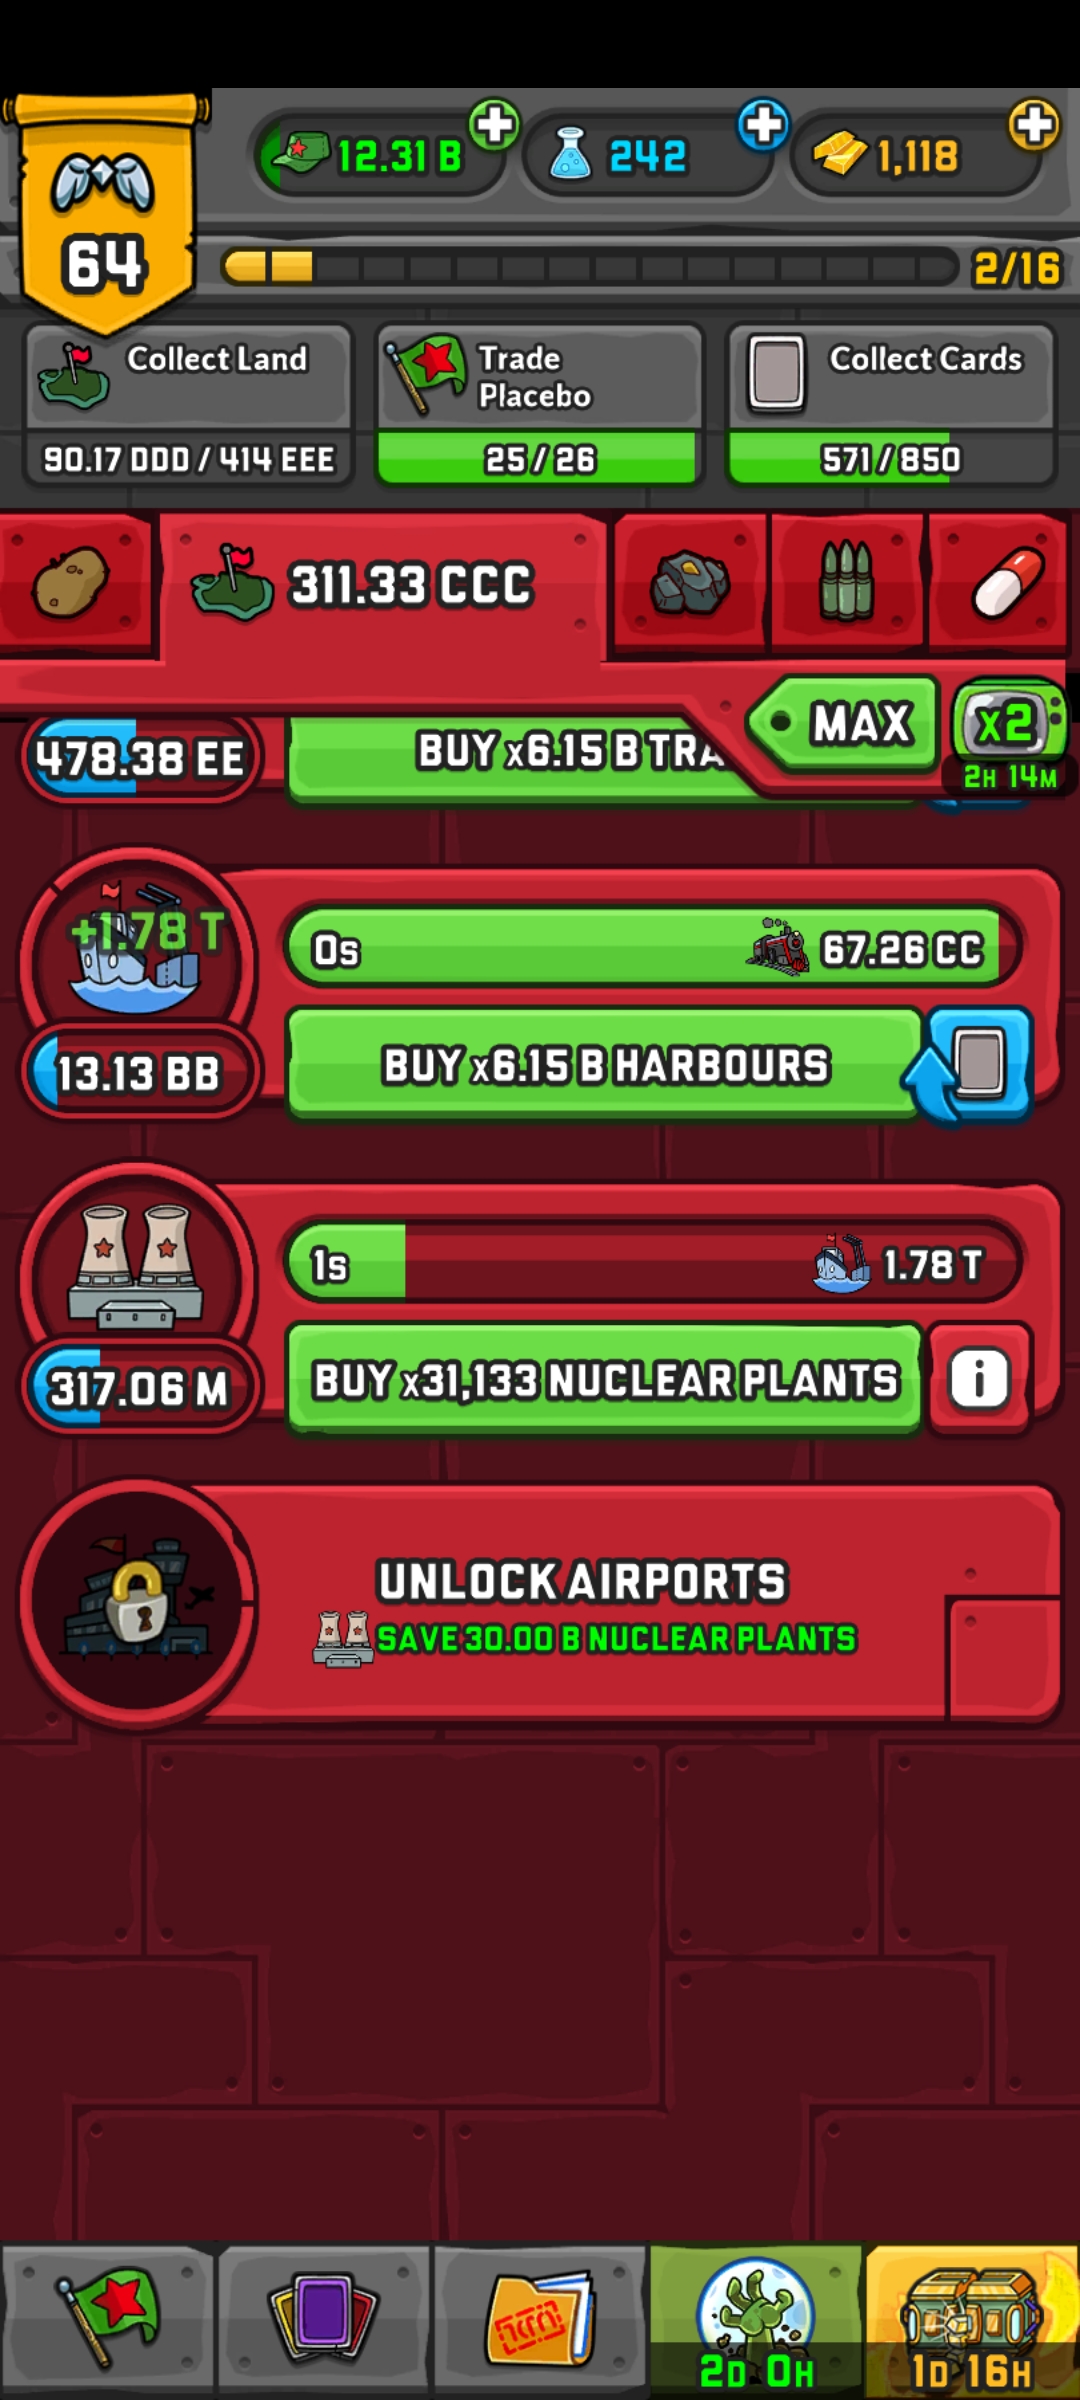 12.31 B
242
1,118
64
2/16
Collect Land
90.17 DDD / 414 EEE
Trade
Placebo
25 / 26
Collect Cards
571 / 850
311.33 CCC
MAX
x2
2H 14M
478.38 EE
BUY x6.15 B TRA
+1.78 T
0s
67.26 CC
13.13 BB
BUY x6.15 B HARBOURS
1s
1.78 T
317.06 M
BUY x31,133 NUCLEAR PLANTS
i
UNLOCK AIRPORTS
SAVE 30.00 B NUCLEAR PLANTS
2D 0H
1D 16H